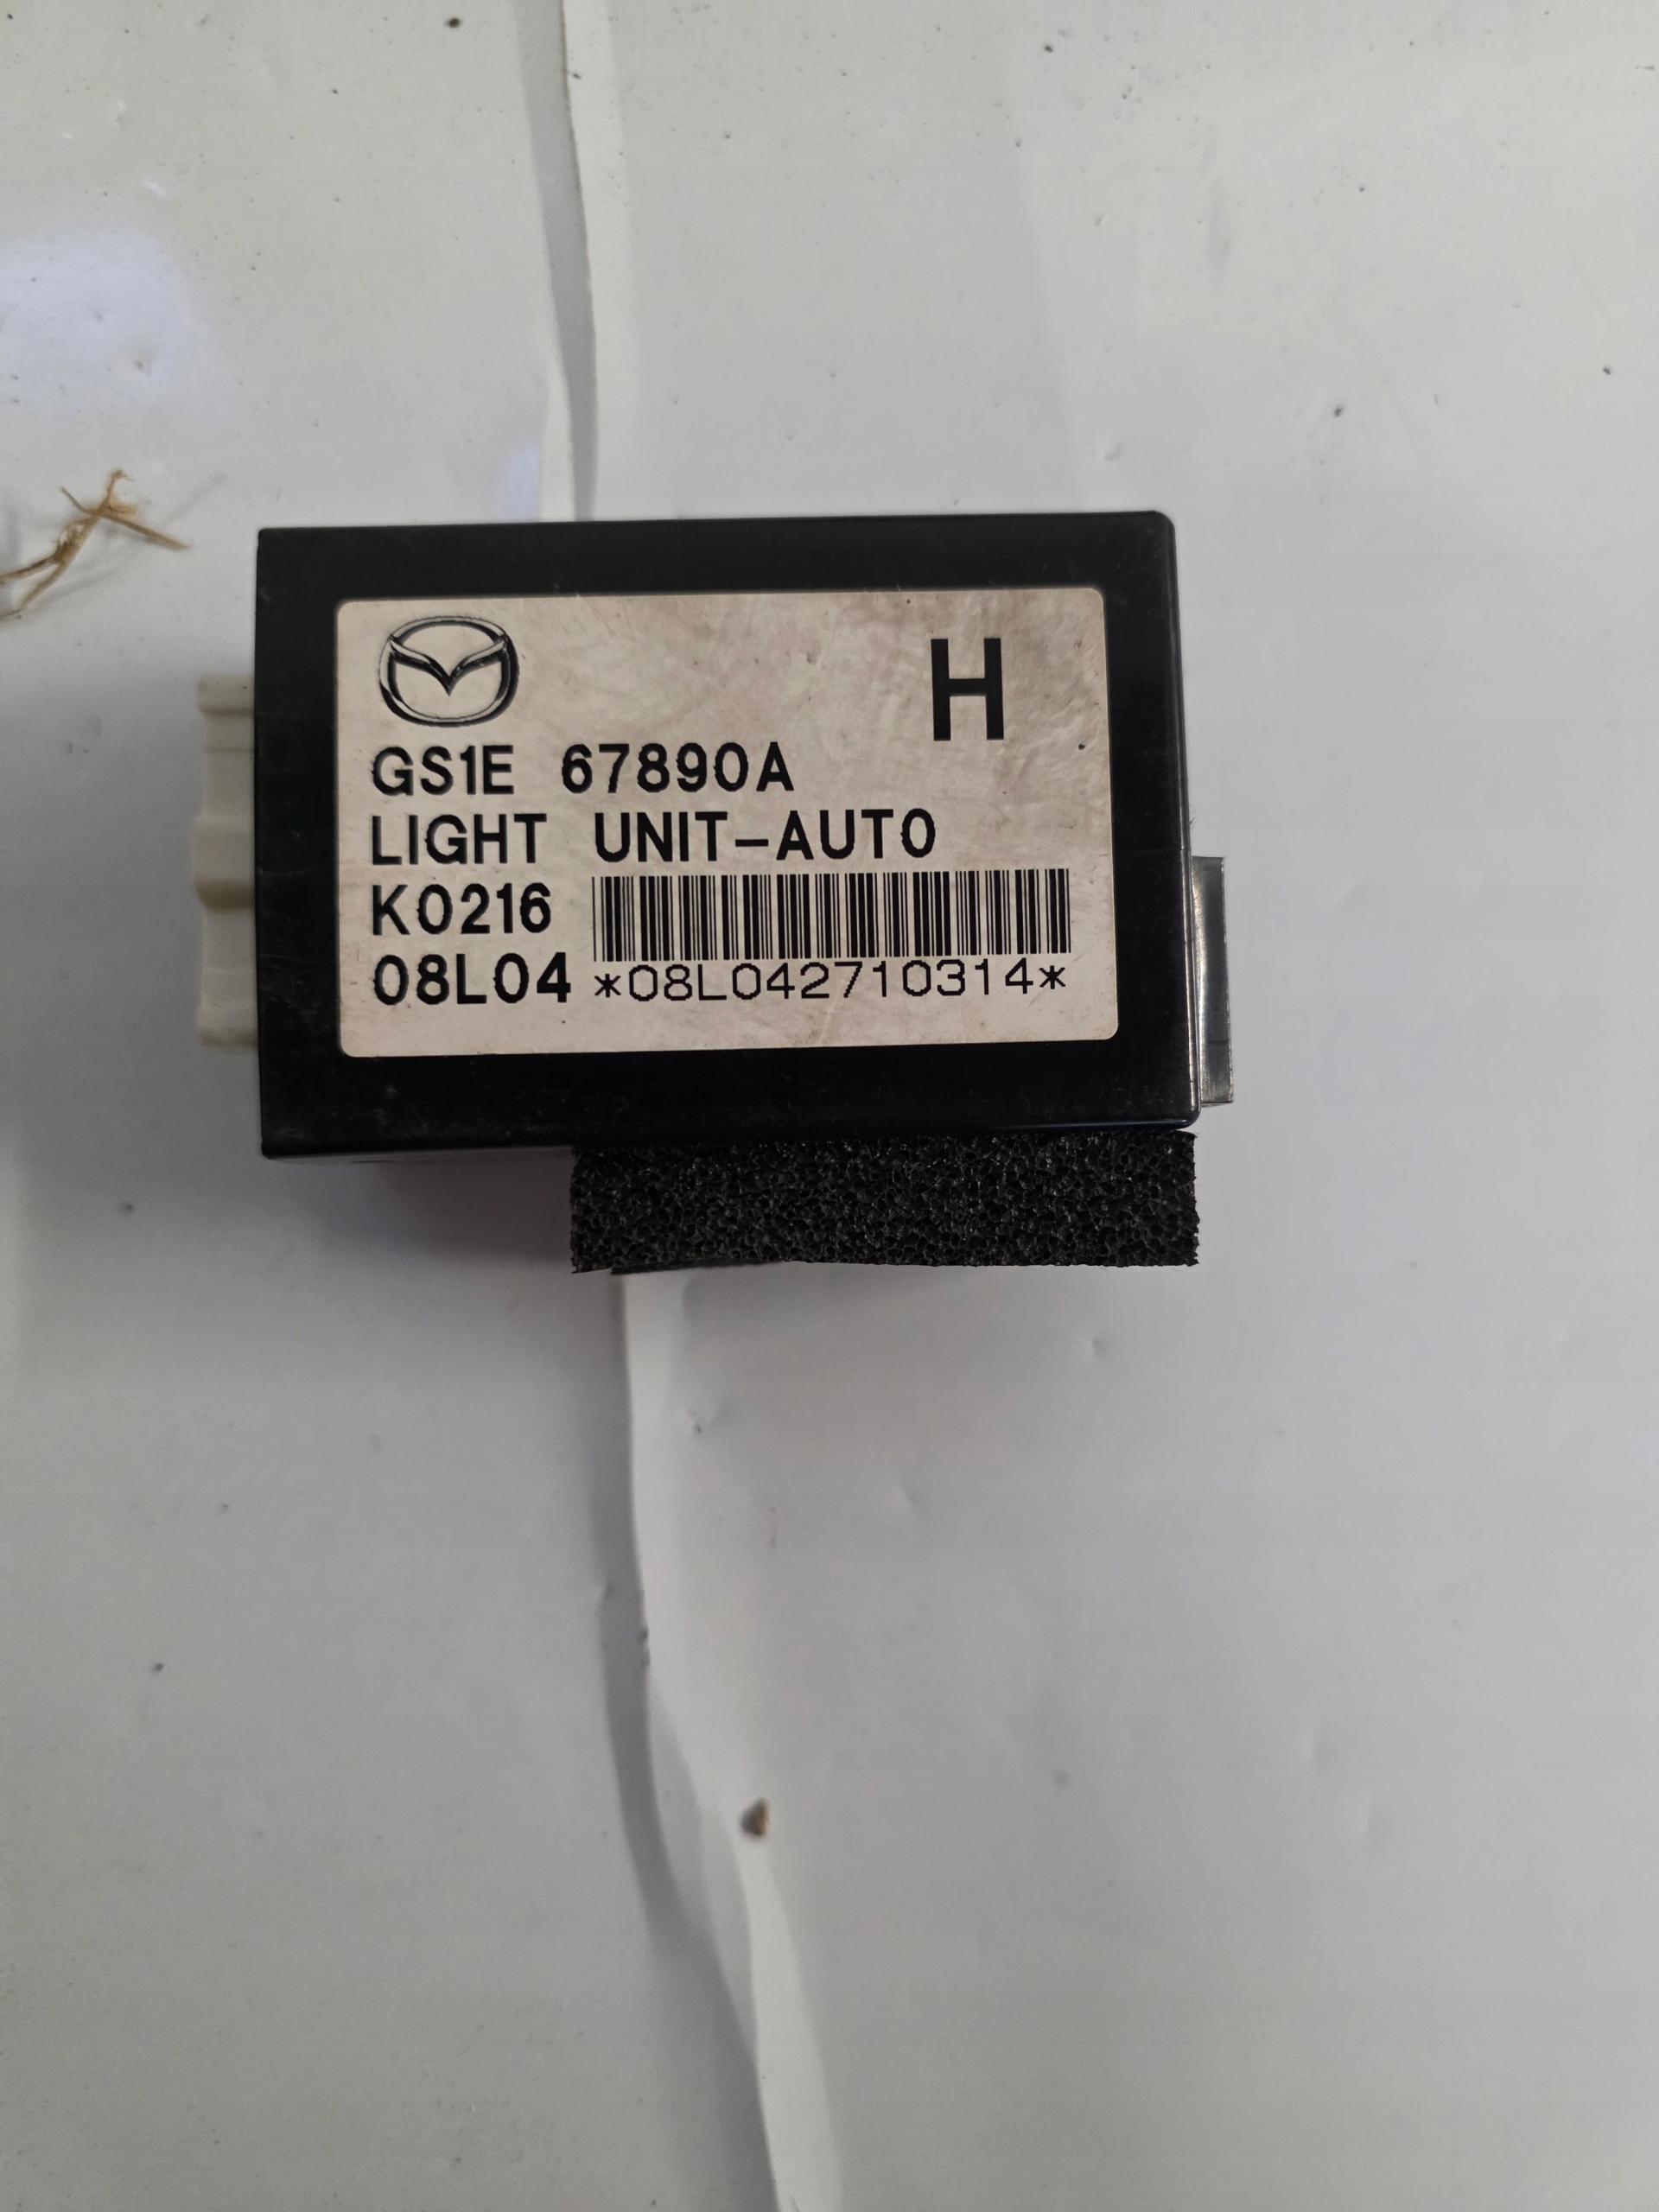 H
GS1E 67890A
LIGHT UNIT-AUTO
K0216
08L04 *08L042710314*